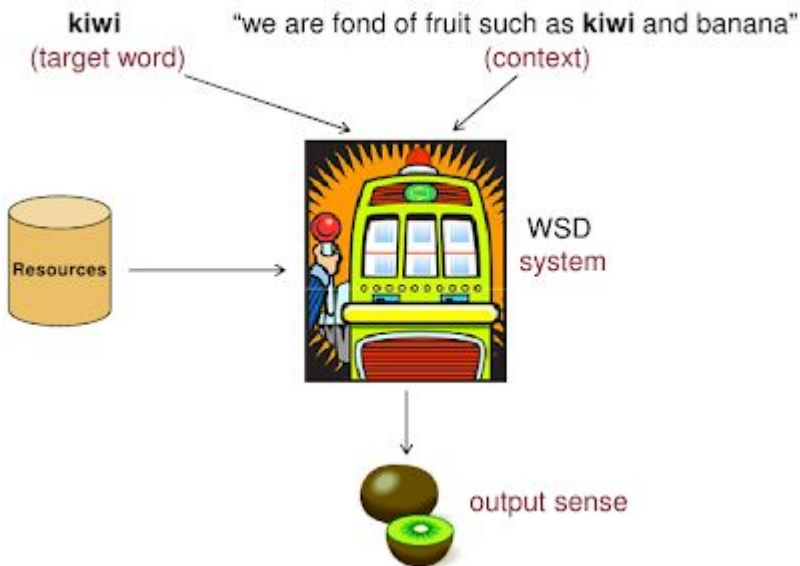 kiwi
(target word)
“we are fond of fruit such as kiwi and banana”
(context)
Resources
WSD
system
output sense